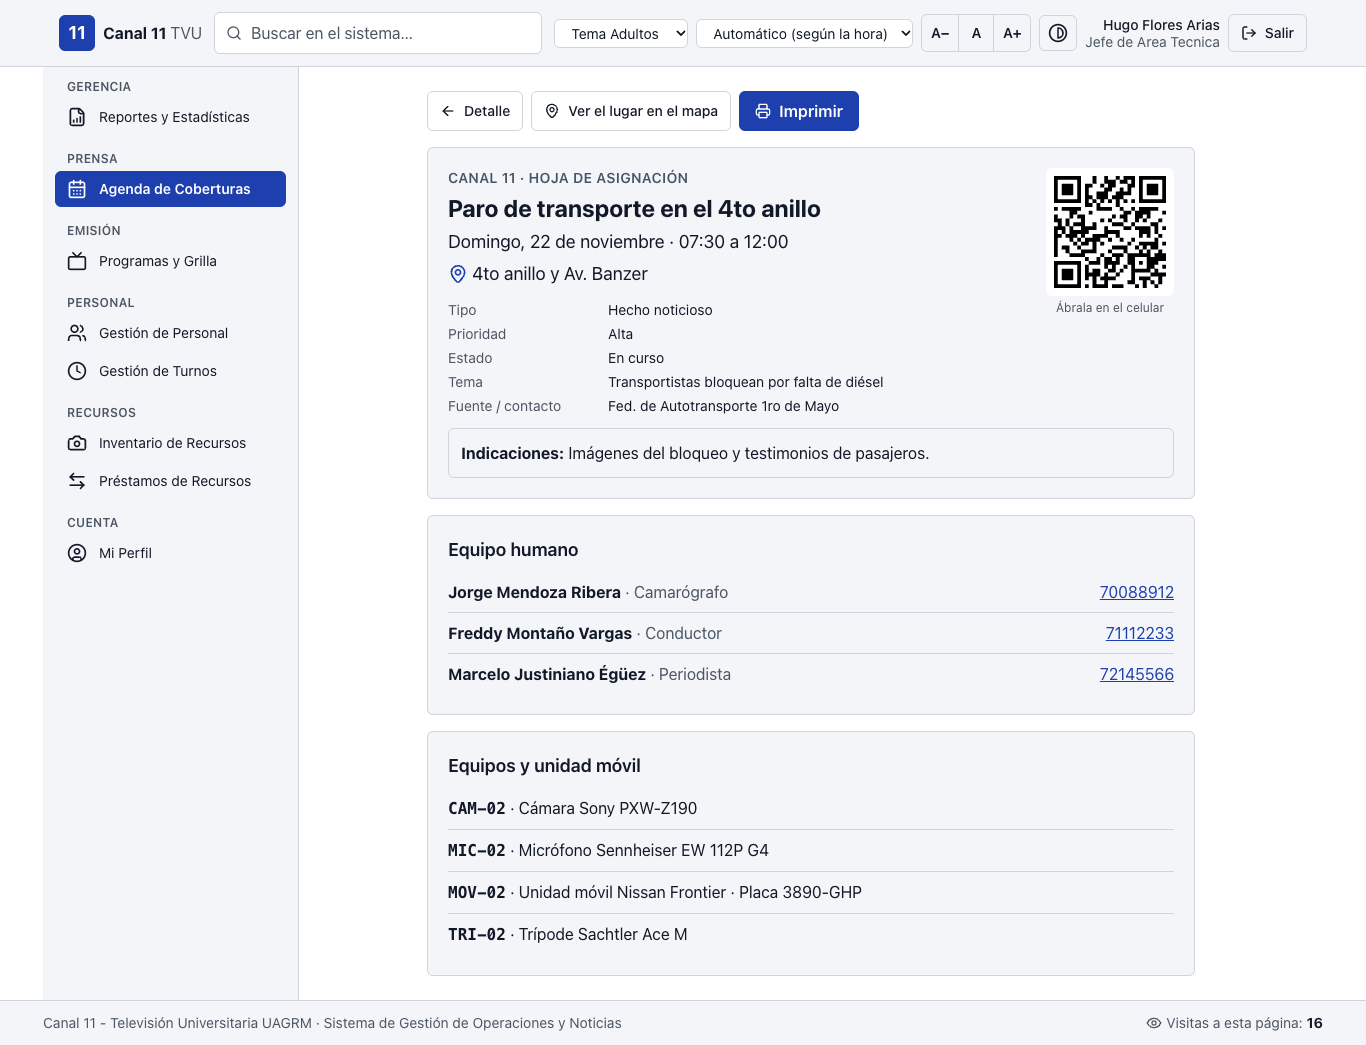 11 Canal 11 TVU
Buscar en el sistema...
Tema Adultos
Automático (según la hora)
A− A A+
Hugo Flores Arias
Jefe de Area Tecnica
Salir
GERENCIA
Reportes y Estadísticas
PRENSA
Agenda de Coberturas
EMISIÓN
Programas y Grilla
PERSONAL
Gestión de Personal
Gestión de Turnos
RECURSOS
Inventario de Recursos
Préstamos de Recursos
CUENTA
Mi Perfil
Detalle
Ver el lugar en el mapa
Imprimir
CANAL 11 · HOJA DE ASIGNACIÓN
Paro de transporte en el 4to anillo
Domingo, 22 de noviembre · 07:30 a 12:00
4to anillo y Av. Banzer
Ábrala en el celular
Tipo Hecho noticioso
Prioridad Alta
Estado En curso
Tema Transportistas bloquean por falta de diésel
Fuente / contacto Fed. de Autotransporte 1ro de Mayo
Indicaciones: Imágenes del bloqueo y testimonios de pasajeros.
Equipo humano
Jorge Mendoza Ribera · Camarógrafo 70088912
Freddy Montaño Vargas · Conductor 71112233
Marcelo Justiniano Égüez · Periodista 72145566
Equipos y unidad móvil
CAM-02 · Cámara Sony PXW-Z190
MIC-02 · Micrófono Sennheiser EW 112P G4
MOV-02 · Unidad móvil Nissan Frontier · Placa 3890-GHP
TRI-02 · Trípode Sachtler Ace M
Canal 11 - Televisión Universitaria UAGRM · Sistema de Gestión de Operaciones y Noticias
Visitas a esta página: 16